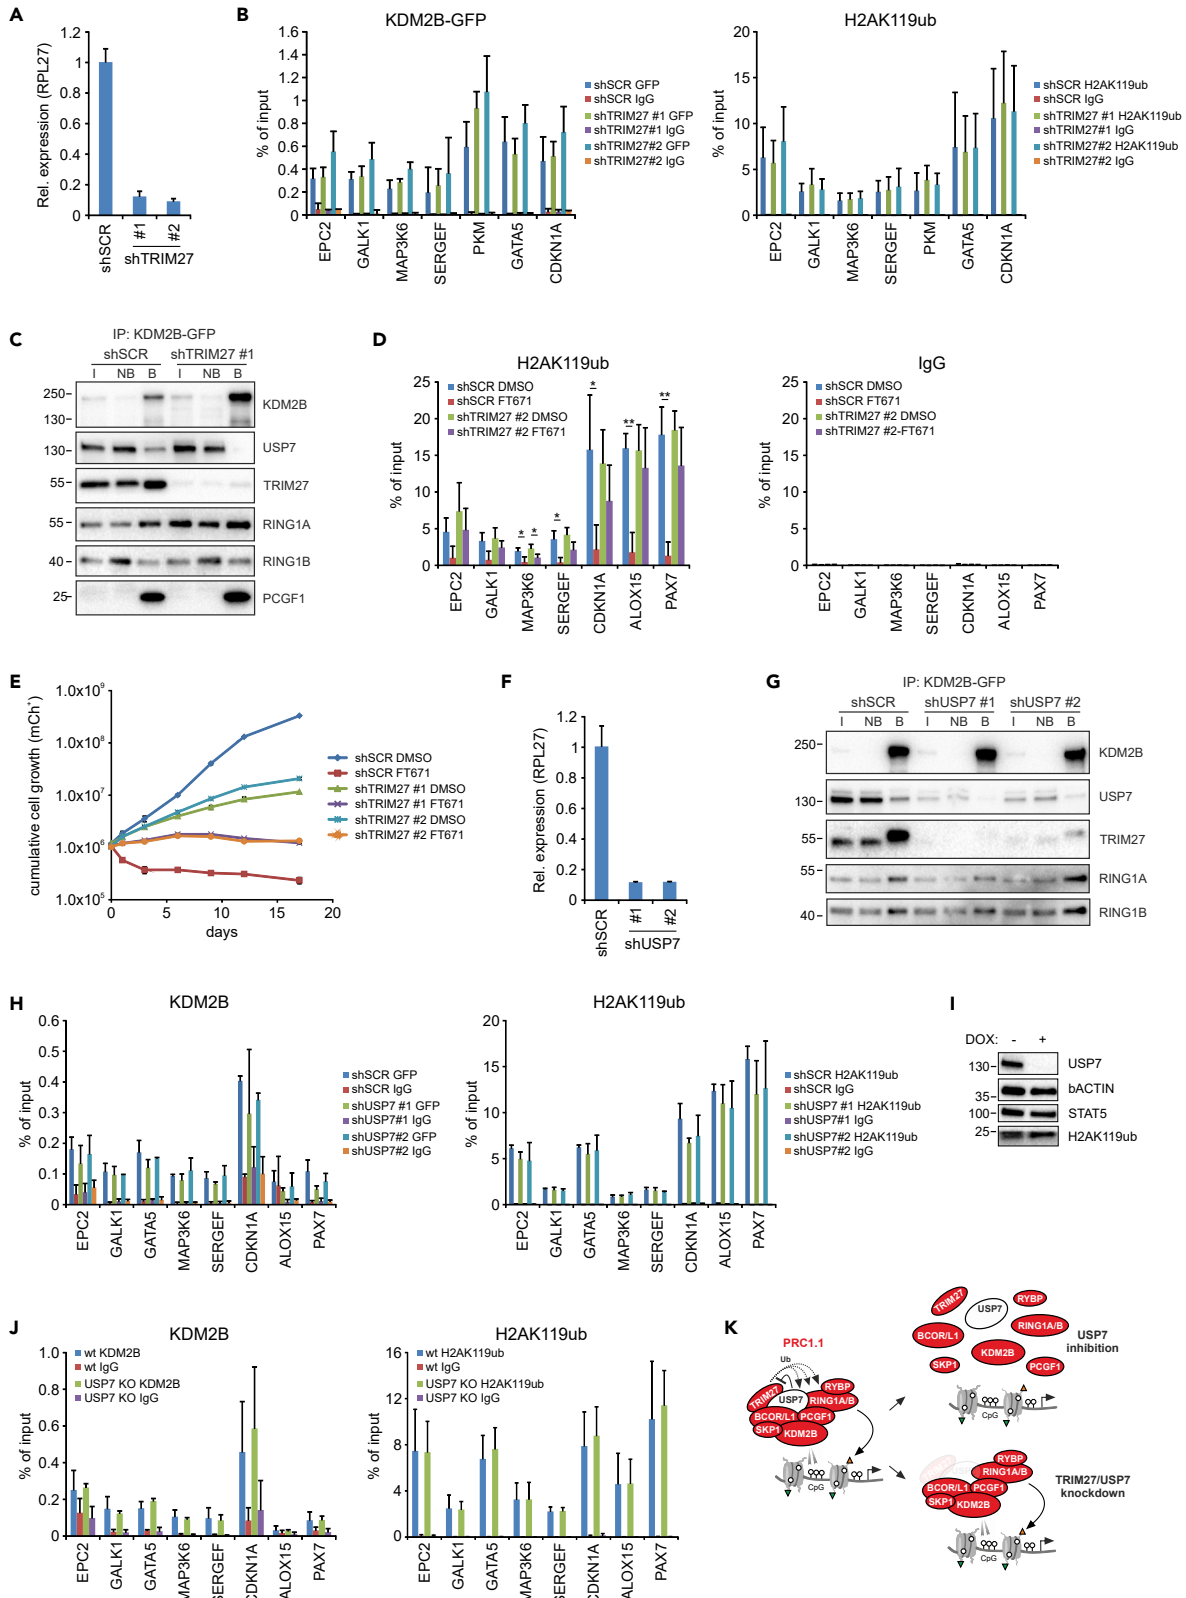 A
Rel. expression (RPL27)
1.2
1
0.8
0.6
0.4
0.2
0
shSCR
#1
#2
shTRIM27
B
KDM2B-GFP
% of input
1.6
1.4
1.2
1
0.8
0.6
0.4
0.2
0
EPC2
GALK1
MAP3K6
SERGEF
PKM
GATA5
CDKN1A
shSCR GFP
shSCR IgG
shTRIM27 #1 GFP
shTRIM27#1 IgG
shTRIM27#2 GFP
shTRIM27#2 IgG
H2AK119ub
% of input
20
15
10
5
0
EPC2
GALK1
MAP3K6
SERGEF
PKM
GATA5
CDKN1A
shSCR H2AK119ub
shSCR IgG
shTRIM27 #1 H2AK119ub
shTRIM27#1 IgG
shTRIM27#2 H2AK119ub
shTRIM27#2 IgG
C
IP: KDM2B-GFP
shSCR shTRIM27 #1
I NB B I NB B
250-
130-
KDM2B
130-
USP7
55-
TRIM27
55-
RING1A
40-
RING1B
25-
PCGF1
D
H2AK119ub
% of input
25
20
15
10
5
0
shSCR DMSO
shSCR FT671
shTRIM27 #2 DMSO
shTRIM27 #2 FT671
* * * * ** **
EPC2
GALK1
MAP3K6
SERGEF
CDKN1A
ALOX15
PAX7
IgG
% of input
25
20
15
10
5
0
shSCR DMSO
shSCR FT671
shTRIM27 #2 DMSO
shTRIM27 #2-FT671
EPC2
GALK1
MAP3K6
SERGEF
CDKN1A
ALOX15
PAX7
E
cumulative cell growth (mCh+)
1.0x10⁹
1.0x10⁸
1.0x10⁷
1.0x10⁶
1.0x10⁵
0 5 10 15 20
days
shSCR DMSO
shSCR FT671
shTRIM27 #1 DMSO
shTRIM27 #1 FT671
shTRIM27 #2 DMSO
shTRIM27 #2 FT671
F
Rel. expression (RPL27)
1.2
1
0.8
0.6
0.4
0.2
0
shSCR
#1
#2
shUSP7
G
IP: KDM2B-GFP
shSCR shUSP7 #1 shUSP7 #2
I NB B I NB B I NB B
250-
KDM2B
130-
USP7
55-
TRIM27
55-
RING1A
40-
RING1B
H
KDM2B
% of input
0.6
0.5
0.4
0.3
0.2
0.1
0
EPC2
GALK1
GATA5
MAP3K6
SERGEF
CDKN1A
ALOX15
PAX7
shSCR GFP
shSCR IgG
shUSP7 #1 GFP
shUSP7#1 IgG
shUSP7#2 GFP
shUSP7#2 IgG
H2AK119ub
% of input
20
15
10
5
0
EPC2
GALK1
GATA5
MAP3K6
SERGEF
CDKN1A
ALOX15
PAX7
shSCR H2AK119ub
shSCR IgG
shUSP7 #1 H2AK119ub
shUSP7#1 IgG
shUSP7#2 H2AK119ub
shUSP7#2 IgG
I
DOX: - +
130-
USP7
35-
bACTIN
100-
STAT5
25-
H2AK119ub
J
KDM2B
% of input
1.0
0.8
0.6
0.4
0.2
0
wt KDM2B
wt IgG
USP7 KO KDM2B
USP7 KO IgG
EPC2
GALK1
GATA5
MAP3K6
SERGEF
CDKN1A
ALOX15
PAX7
H2AK119ub
% of input
16
12
8
4
0
wt H2AK119ub
wt IgG
USP7 KO H2AK119ub
USP7 KO IgG
EPC2
GALK1
GATA5
MAP3K6
SERGEF
CDKN1A
ALOX15
PAX7
K
PRC1.1
Ub
TRIM27
USP7
RYBP
RING1A/B
BCOR/L1
PCGF1
SKP1
KDM2B
CpG
TRIM27
USP7
RYBP
BCOR/L1
RING1A/B
KDM2B
SKP1
PCGF1
USP7
inhibition
CpG
RYBP
RING1A/B
BCOR/L1
PCGF1
SKP1
KDM2B
TRIM27/USP7
knockdown
CpG